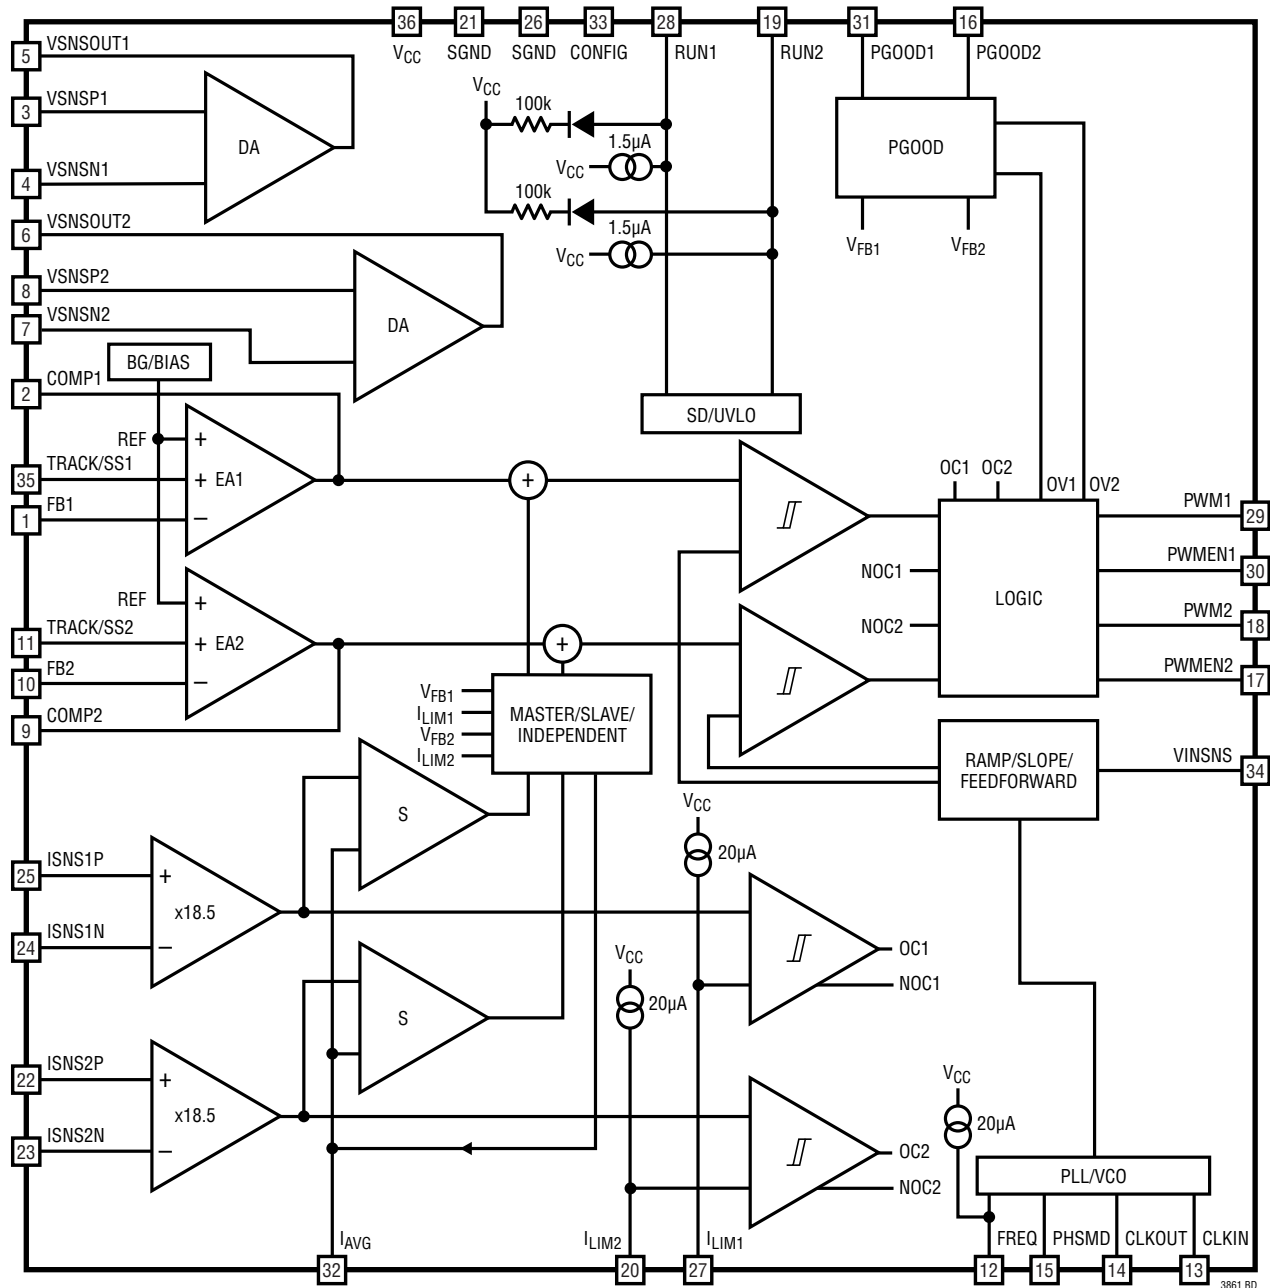 36
21
26
33
28
19
31
16
VCC
SGND
SGND
CONFIG
RUN1
RUN2
PGOOD1
PGOOD2
5
VSNSOUT1
3
VSNSP1
4
VSNSN1
DA
6
VSNSOUT2
8
VSNSP2
7
VSNSN2
DA
VCC
100k
1.5µA
VCC
100k
1.5µA
VCC
PGOOD
VFB1
VFB2
BG/BIAS
2
COMP1
SD/UVLO
REF
+
35
TRACK/SS1
+ EA1
1
FB1
–
+
OC1
OC2
OV1
OV2
REF
+
11
TRACK/SS2
+ EA2
10
FB2
–
9
COMP2
+
NOC1
NOC2
LOGIC
PWM1
29
PWMEN1
30
PWM2
18
PWMEN2
17
VFB1
ILIM1
VFB2
ILIM2
MASTER/SLAVE/
INDEPENDENT
RAMP/SLOPE/
FEEDFORWARD
VINSNS
34
S
VCC
20µA
25
ISNS1P
+
x18.5
24
ISNS1N
–
OC1
NOC1
S
VCC
20µA
22
ISNS2P
+
x18.5
23
ISNS2N
–
OC2
NOC2
VCC
20µA
PLL/VCO
IAVG
ILIM2
ILIM1
FREQ
PHSMD
CLKOUT
CLKIN
32
20
27
12
15
14
13
3861 BD